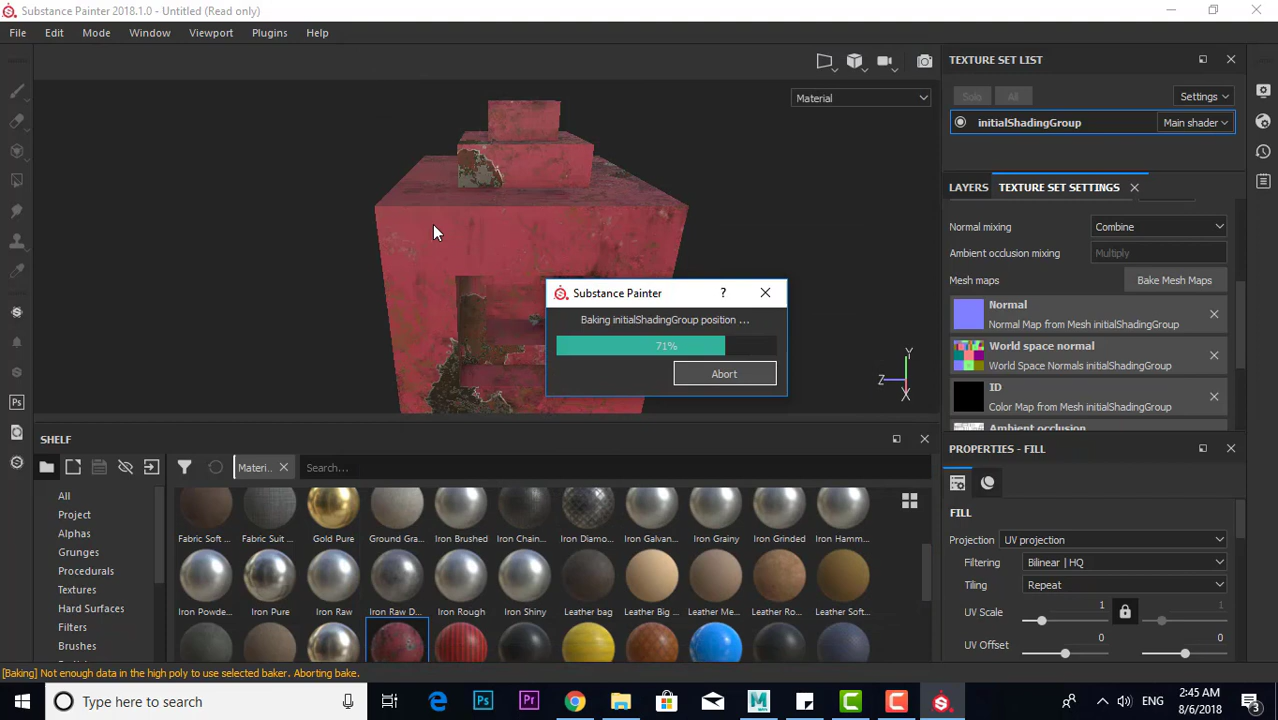 Substance Painter 2018.1.0 - Untitled (Read only)
File Edit Mode Window Viewport Plugins Help
Material
TEXTURE SET LIST
Solo All Settings
initialShadingGroup Main shader
LAYERS TEXTURE SET SETTINGS
Normal mixing Combine
Ambient occlusion mixing Multiply
Mesh maps Bake Mesh Maps
Normal
Normal Map from Mesh initialShadingGroup
World space normal
World Space Normals initialShadingGroup
ID
Color Map from Mesh initialShadingGroup
Ambient occlusion
Substance Painter ?
Baking initialShadingGroup position ...
71%
Abort
Y
Z
X
SHELF
Materi...
Search...
All
Project
Alphas
Grunges
Procedurals
Textures
Hard Surfaces
Filters
Brushes
Fabric Soft ... Fabric Suit ... Gold Pure Ground Gra... Iron Brushed Iron Chain... Iron Diamo... Iron Galvan... Iron Grainy Iron Grinded Iron Hamm...
Iron Powde... Iron Pure Iron Raw Iron Raw D... Iron Rough Iron Shiny Leather bag Leather Big ... Leather Me... Leather Ro... Leather Soft...
PROPERTIES - FILL
FILL
Projection UV projection
Filtering Bilinear | HQ
Tiling Repeat
UV Scale 1 1
UV Offset 0 0
[Baking] Not enough data in the high poly to use selected baker. Aborting bake.
Type here to search
Ps
Ps
Pr
M
C
C
ENG
2:45 AM
8/6/2018
3